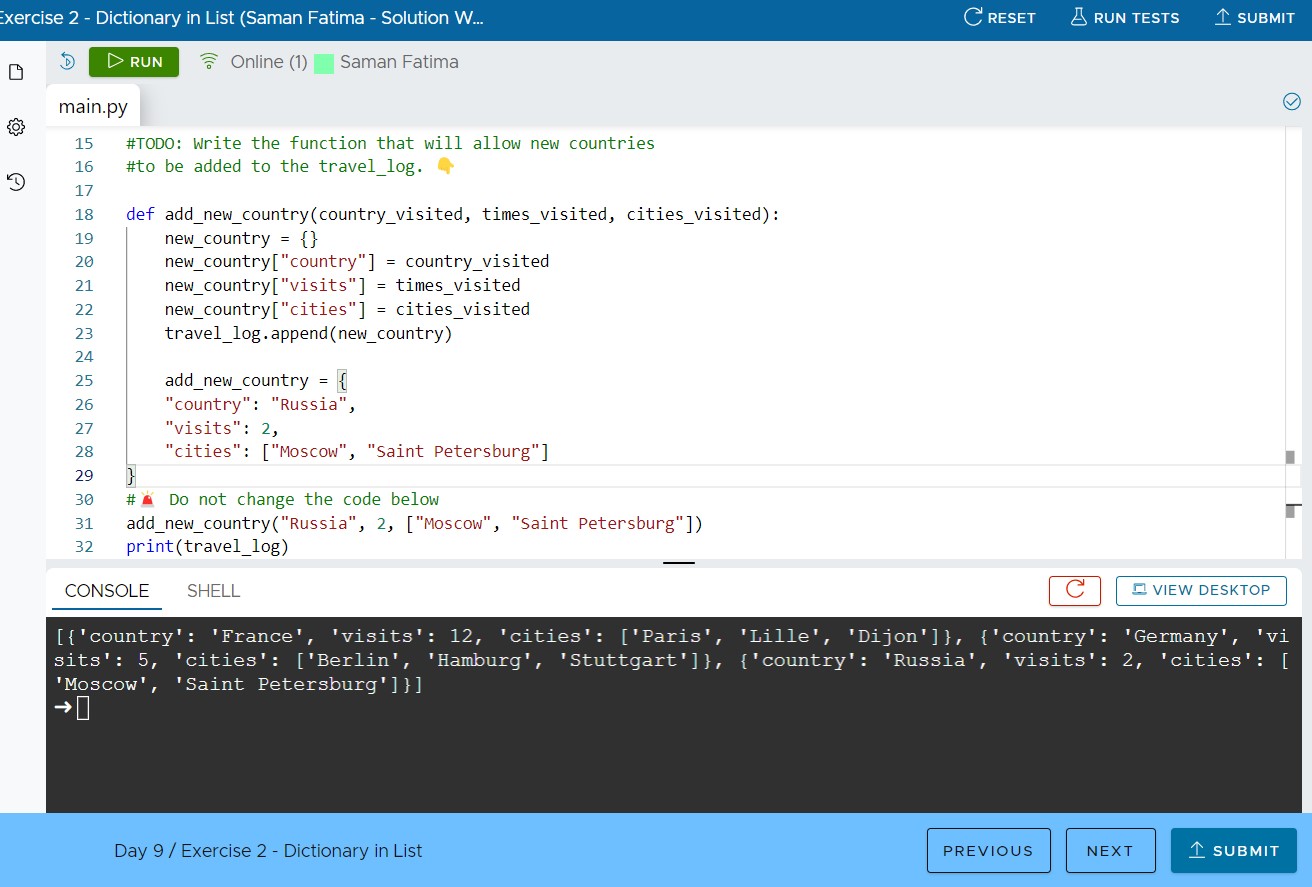 Exercise 2 - Dictionary in List (Saman Fatima - Solution W...
RESET
RUN TESTS
SUBMIT
RUN
Online (1)
Saman Fatima
main.py
15 #TODO: Write the function that will allow new countries
16 #to be added to the travel_log. 👇
17
18 def add_new_country(country_visited, times_visited, cities_visited):
19     new_country = {}
20     new_country["country"] = country_visited
21     new_country["visits"] = times_visited
22     new_country["cities"] = cities_visited
23     travel_log.append(new_country)
24
25     add_new_country = {
26     "country": "Russia",
27     "visits": 2,
28     "cities": ["Moscow", "Saint Petersburg"]
29 }
30 #🚨 Do not change the code below
31 add_new_country("Russia", 2, ["Moscow", "Saint Petersburg"])
32 print(travel_log)
CONSOLE
SHELL
VIEW DESKTOP
[{'country': 'France', 'visits': 12, 'cities': ['Paris', 'Lille', 'Dijon']}, {'country': 'Germany', 'vi
sits': 5, 'cities': ['Berlin', 'Hamburg', 'Stuttgart']}, {'country': 'Russia', 'visits': 2, 'cities': [
'Moscow', 'Saint Petersburg']}]
➜
Day 9 / Exercise 2 - Dictionary in List
PREVIOUS
NEXT
SUBMIT